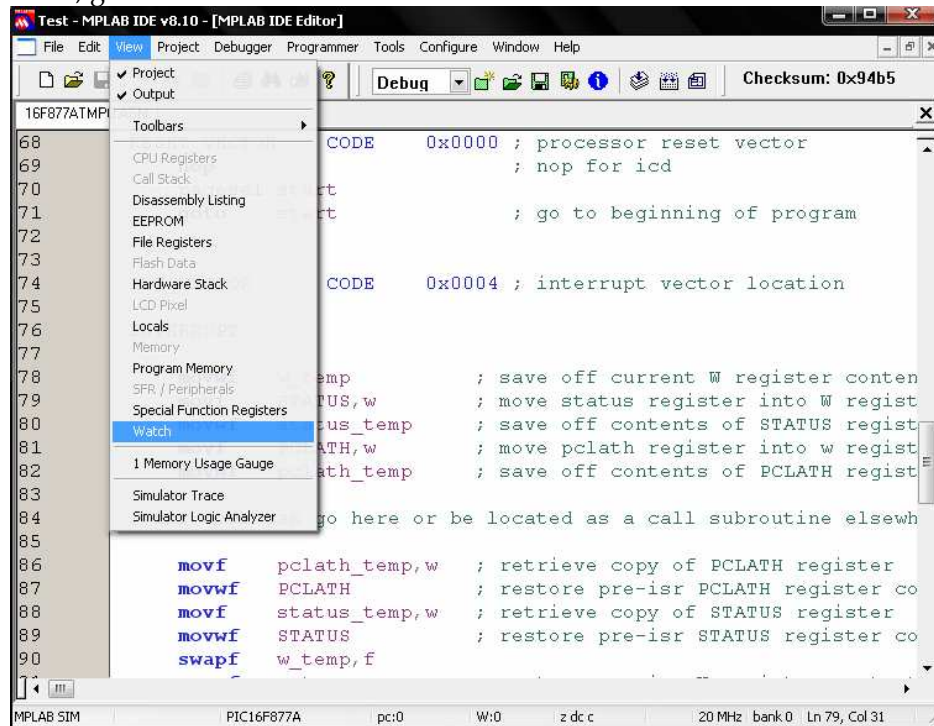 Test - MPLAB IDE v8.10 - [MPLAB IDE Editor]
File Edit View Project Debugger Programmer Tools Configure Window Help
Debug Checksum: 0x94b5
16F877ATMP
Project
Output
Toolbars
CPU Registers
Call Stack
Disassembly Listing
EEPROM
File Registers
Flash Data
Hardware Stack
LCD Pixel
Locals
Memory
Program Memory
SFR / Peripherals
Special Function Registers
Watch
1 Memory Usage Gauge
Simulator Trace
Simulator Logic Analyzer
68 CODE 0x0000 ; processor reset vector
69 ; nop for icd
70 start
71 ; go to beginning of program
72
73
74 CODE 0x0004 ; interrupt vector location
75
76
77
78 w_temp ; save off current W register conten
79 STATUS,w ; move status register into W regist
80 status_temp ; save off contents of STATUS regist
81 PCLATH,w ; move pclath register into w regist
82 pclath_temp ; save off contents of PCLATH regist
83
84 go here or be located as a call subroutine elsewh
85
86 movf pclath_temp,w ; retrieve copy of PCLATH register
87 movwf PCLATH ; restore pre-isr PCLATH register co
88 movf status_temp,w ; retrieve copy of STATUS register
89 movwf STATUS ; restore pre-isr STATUS register co
90 swapf w_temp,f
MPLAB SIM PIC16F877A pc:0 W:0 z dc c 20 MHz bank 0 Ln 79, Col 31